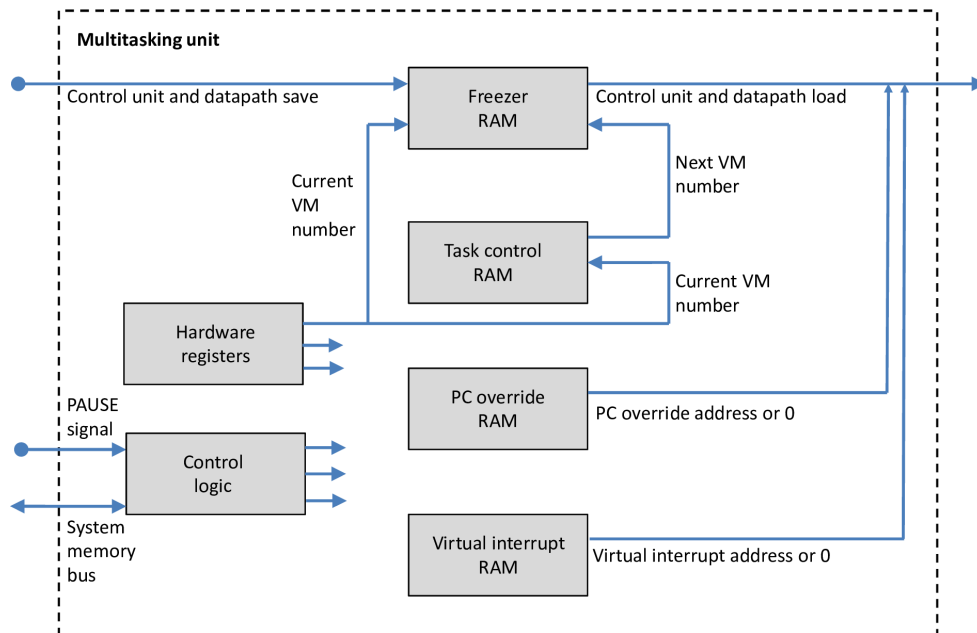 Multitasking unit
Control unit and datapath save
Freezer
RAM
Control unit and datapath load
Current
VM
number
Next VM
number
Task control
RAM
Current VM
number
Hardware
registers
PAUSE
signal
PC override
RAM
PC override address or 0
Control
logic
System
memory
bus
Virtual interrupt
RAM
Virtual interrupt address or 0